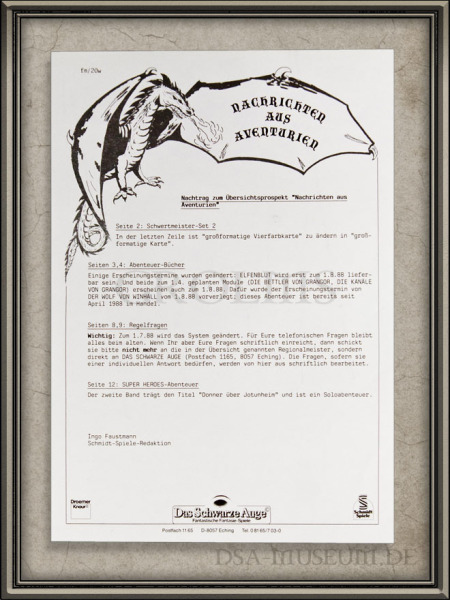 Em/20w
NACHRICHTEN
AUS
AVENTURIEN
Nachtrag zum Übersichtsprospekt "Nachrichten aus
Aventurien"
Seite 2: Schwertmeister-Set 2
In der letzten Zeile ist "großformatige Vierfarbkarte" zu ändern in "groß-
formatige Karte".
Seiten 3,4: Abenteuer-Bücher
Einige Erscheinungstermine wurden geändert: ELFENBLUT wird erst zum 1.8.88 liefer-
bar sein. Und beide zum 1.4. geplanten Module (DIE BETTLER VON GRANGOR, DIE KANÄLE
VON GRANGOR) erscheinen auch zum 1.8.88. Dafür wurde der Erscheinungstermin von
DER WOLF VON WINHALL vom 1.8.88 vorverlegt; dieses Abenteuer ist bereits seit
April 1988 im Handel.
Seiten 8,9: Regelfragen
Wichtig: Zum 1.7.88 wird das System geändert. Für Eure telefonischen Fragen bleibt
alles beim alten. Wenn Ihr aber Eure Fragen schriftlich einreicht, dann schickt
sie bitte nicht mehr an die in der Übersicht genannten Regionalmeister, sondern
direkt an DAS SCHWARZE AUGE (Postfach 1165, 8057 Eching). Die Fragen, sofern sie
einer individuellen Antwort bedürfen, werden von hier aus schriftlich bearbeitet.
Seite 12: SUPER HEROES-Abenteuer
Der zweite Band trägt den Titel "Donner über Jotunheim" und ist ein Soloabenteuer.
Ingo Faustmann
Schmidt-Spiele-Redaktion
Droemer
Knaur
Das Schwarze Auge
Fantastische Fantasie-Spiele
Schmidt
Spiele
Postfach 1165 D-8057 Eching Tel. 0 81 65/7 03-0
DSA-MUSEUM.DE